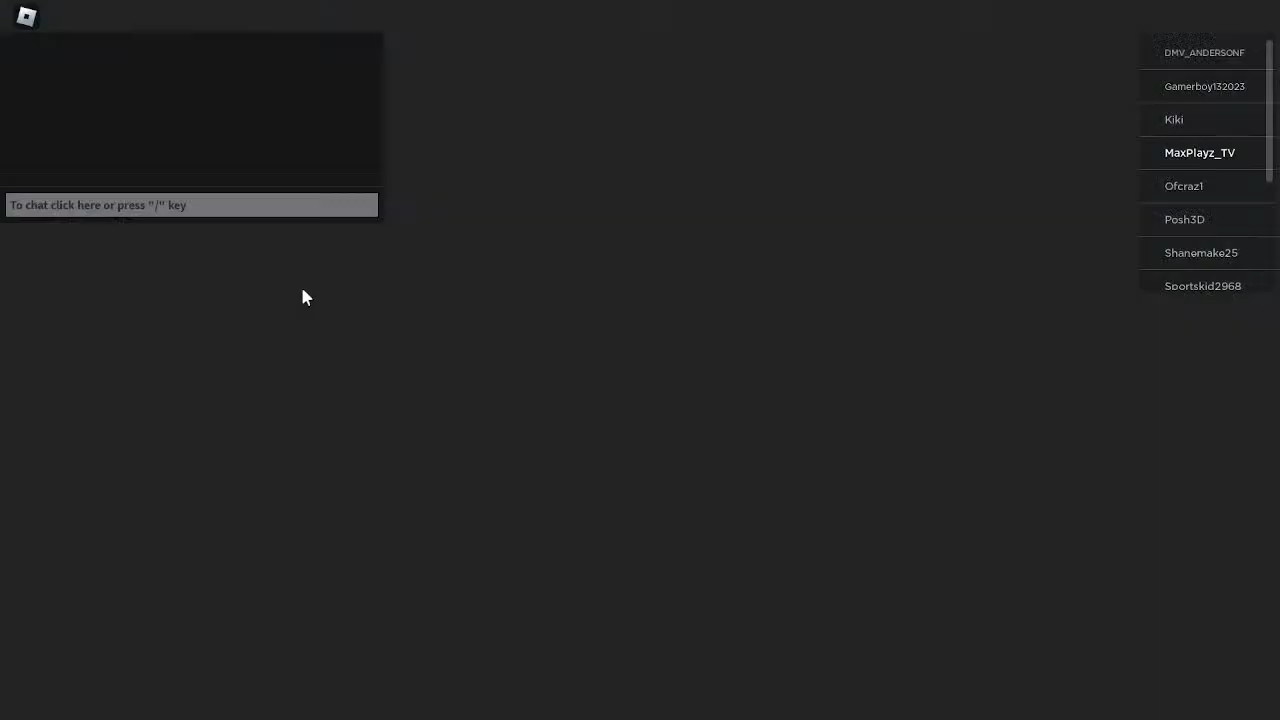 To chat click here or press "/" key
DMV_ANDERSONF
Gamerboy132023
Kiki
MaxPlayz_TV
Ofcraz1
Posh3D
Shanemake25
Sportskid2968